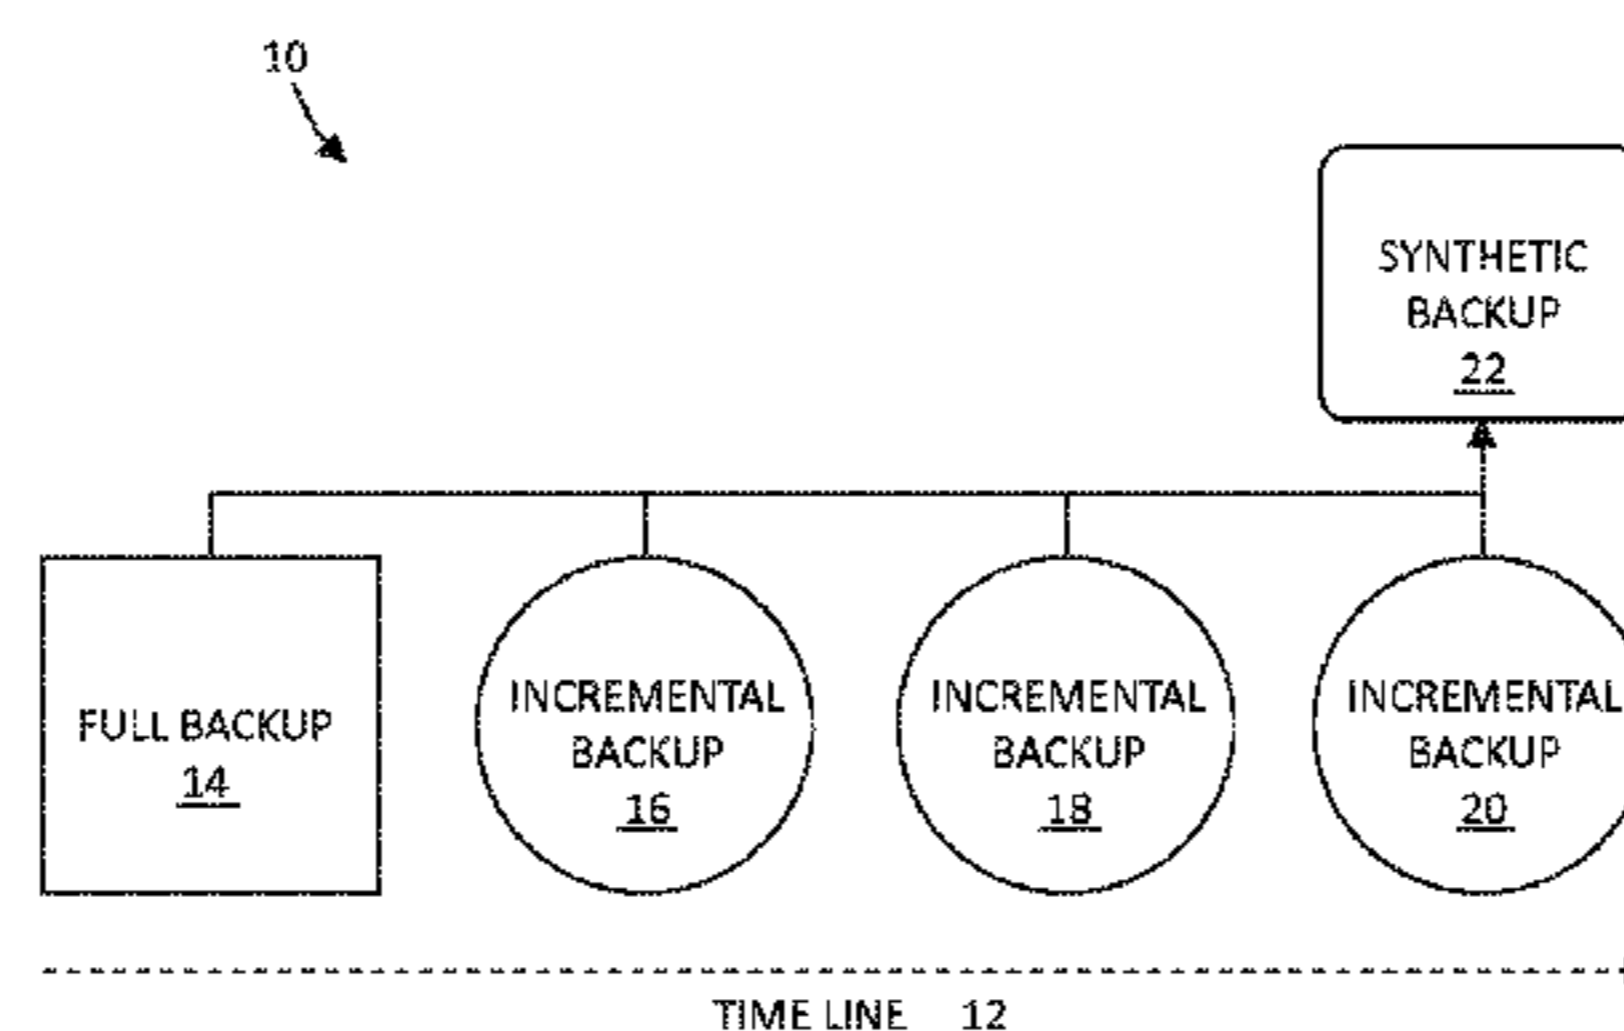 10
SYNTHETIC
BACKUP
22
FULL BACKUP
14
INCREMENTAL
BACKUP
16
INCREMENTAL
BACKUP
18
INCREMENTAL
BACKUP
20
TIME LINE 12